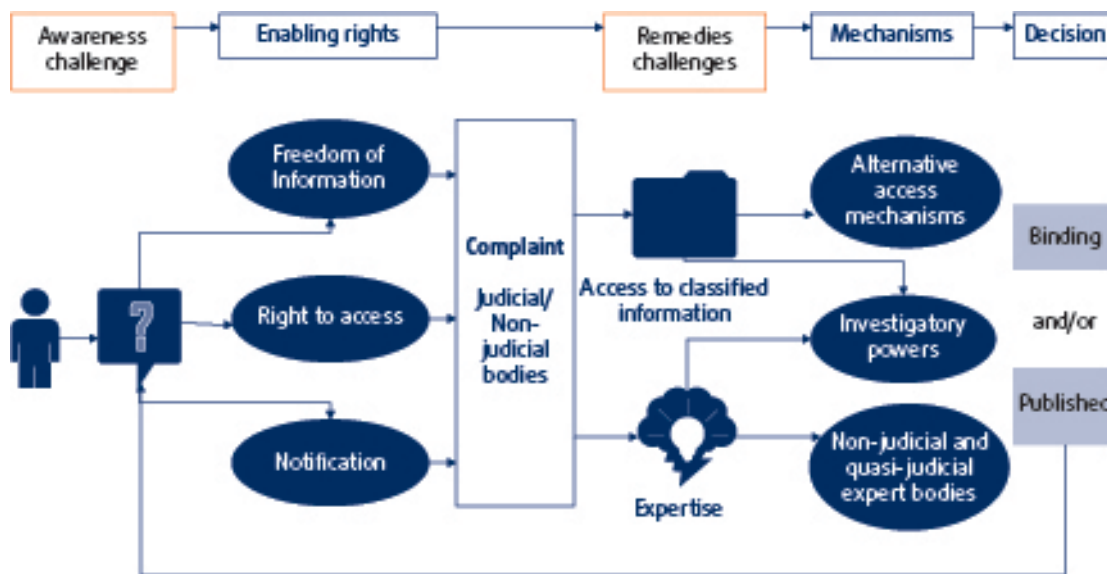 Awareness
challenge
Enabling rights
Remedies
challenges
Mechanisms
Decision
Freedom of
Information
Right to access
Notification
?
Complaint
Judicial/
Non-
judicial
bodies
Access to classified
information
Expertise
Alternative
access
mechanisms
Investigatory
powers
Non-judicial and
quasi-judicial
expert bodies
Binding
and/or
Published